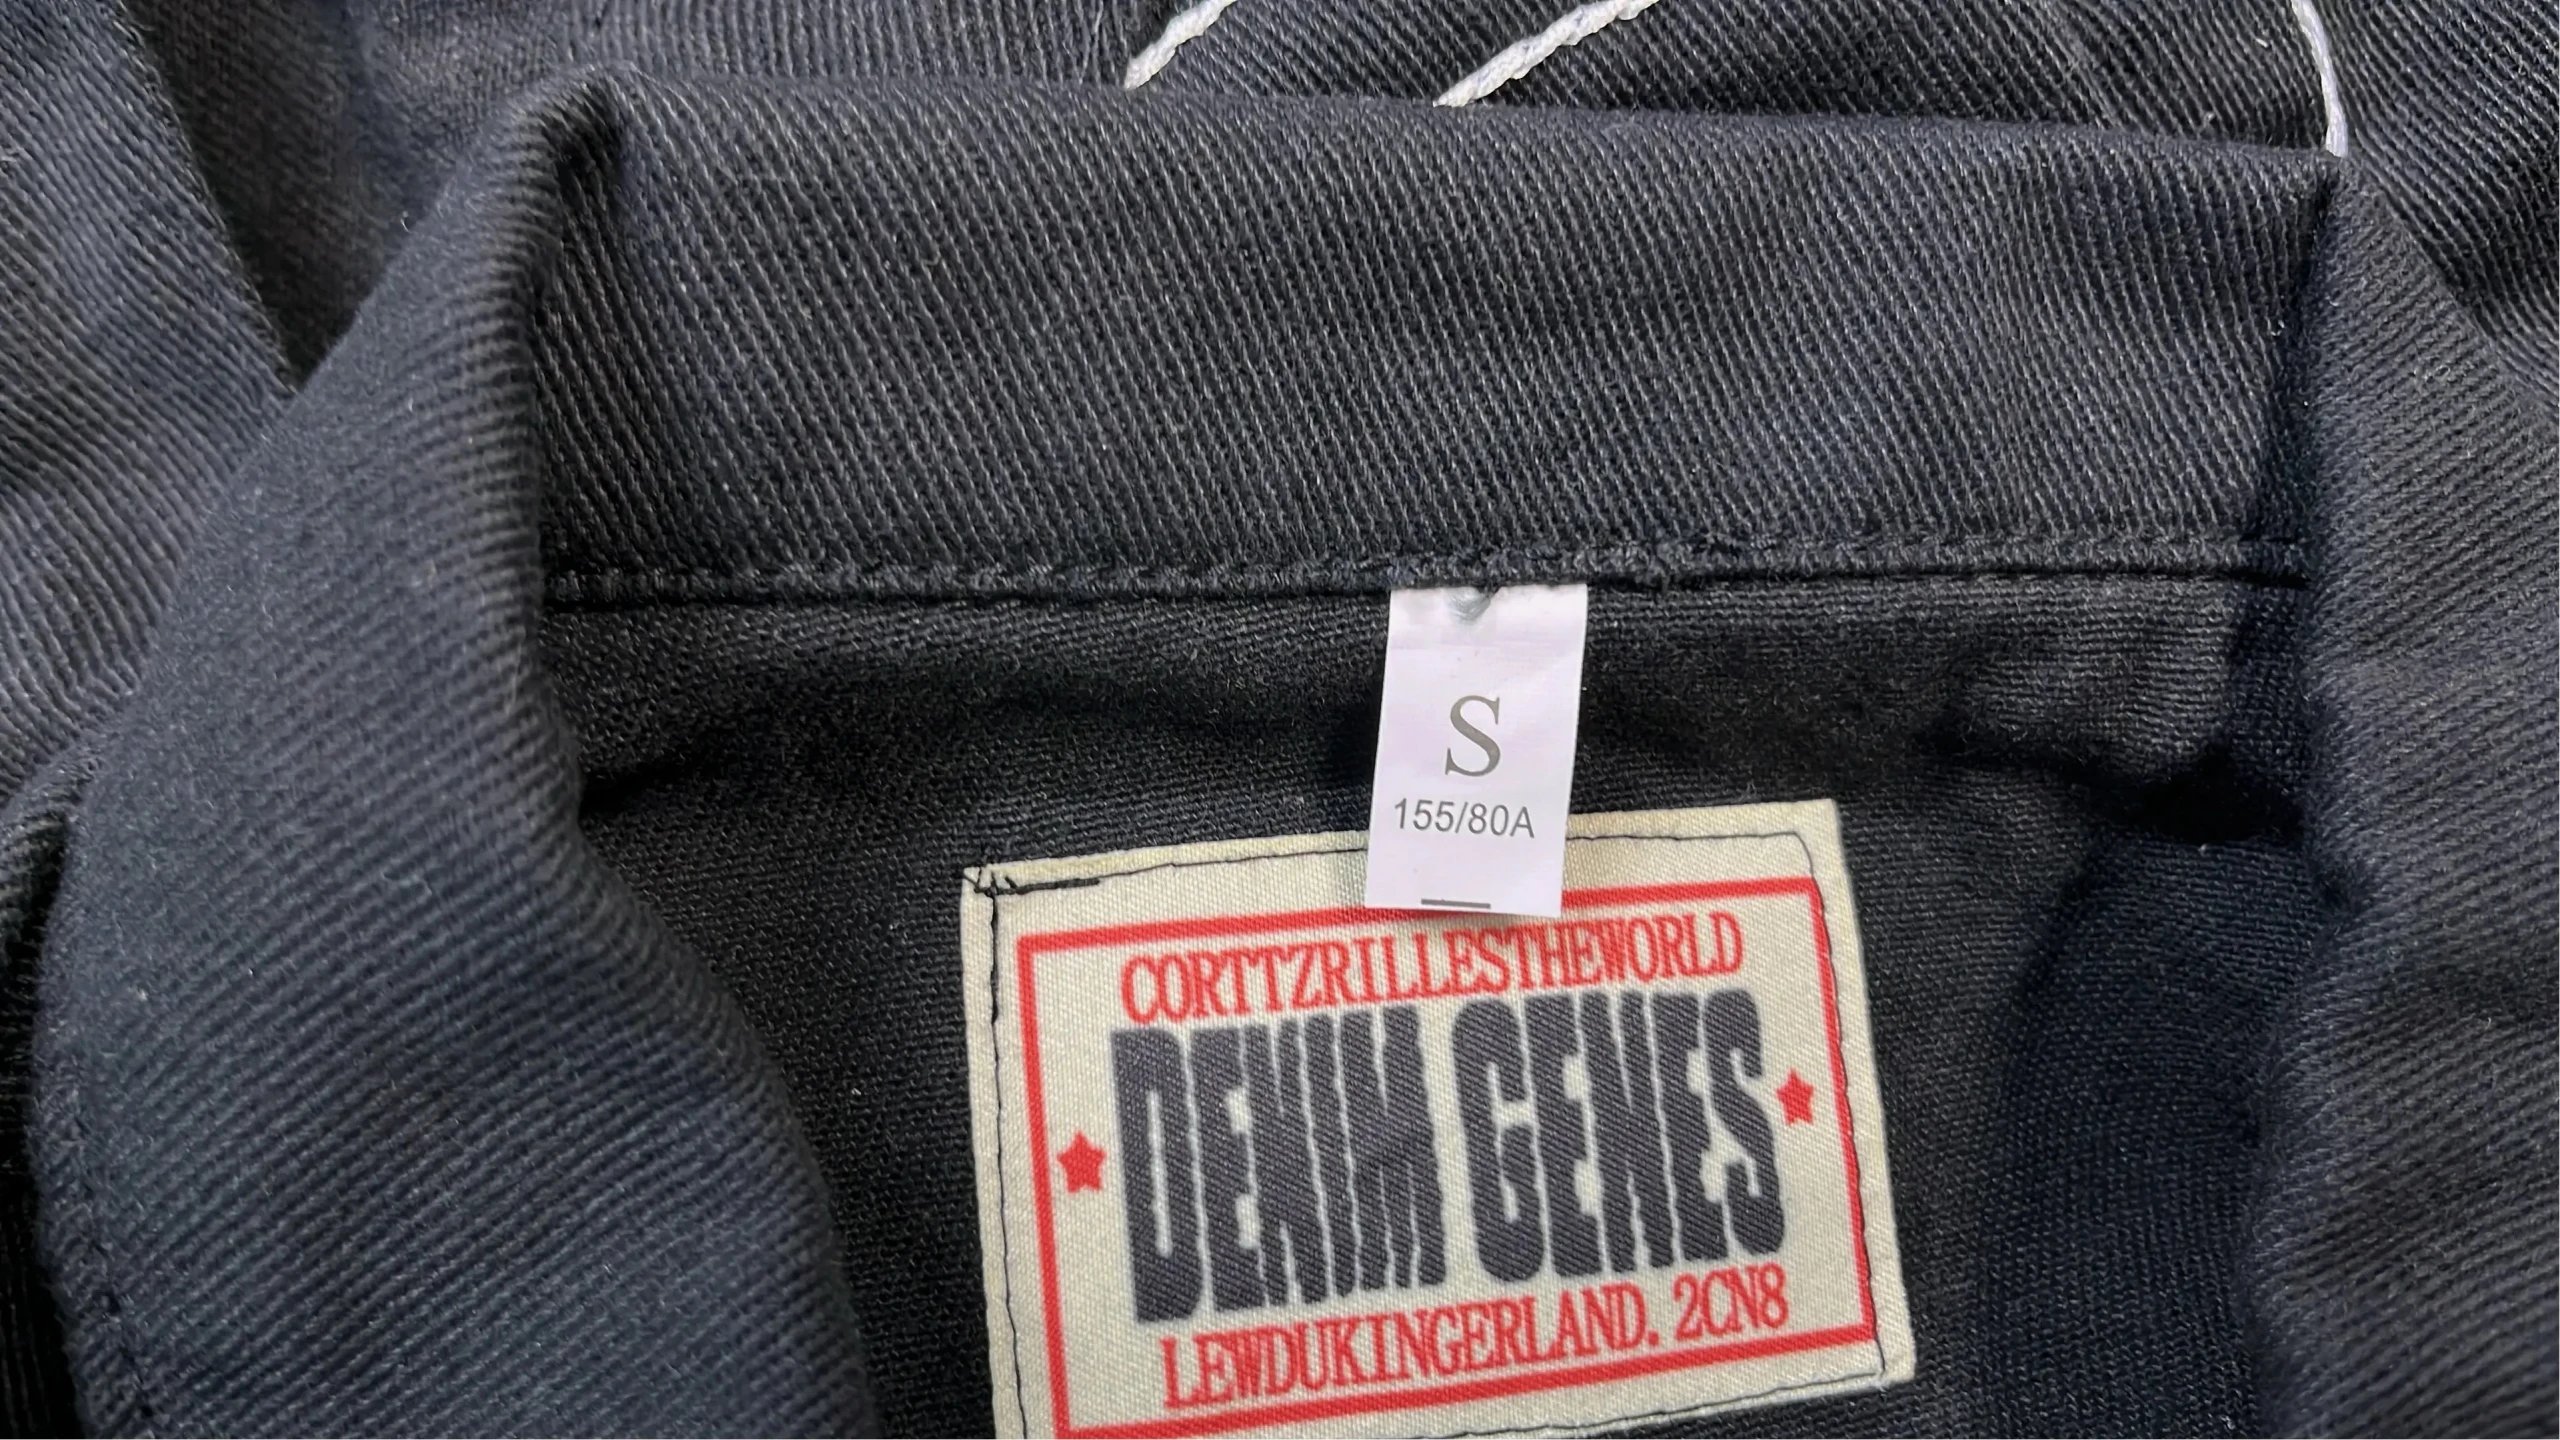 S
155/80A
CORTTZRILLESTHEWORLD
DENIM GENES
LEWDUKINGERLAND. 2CN8